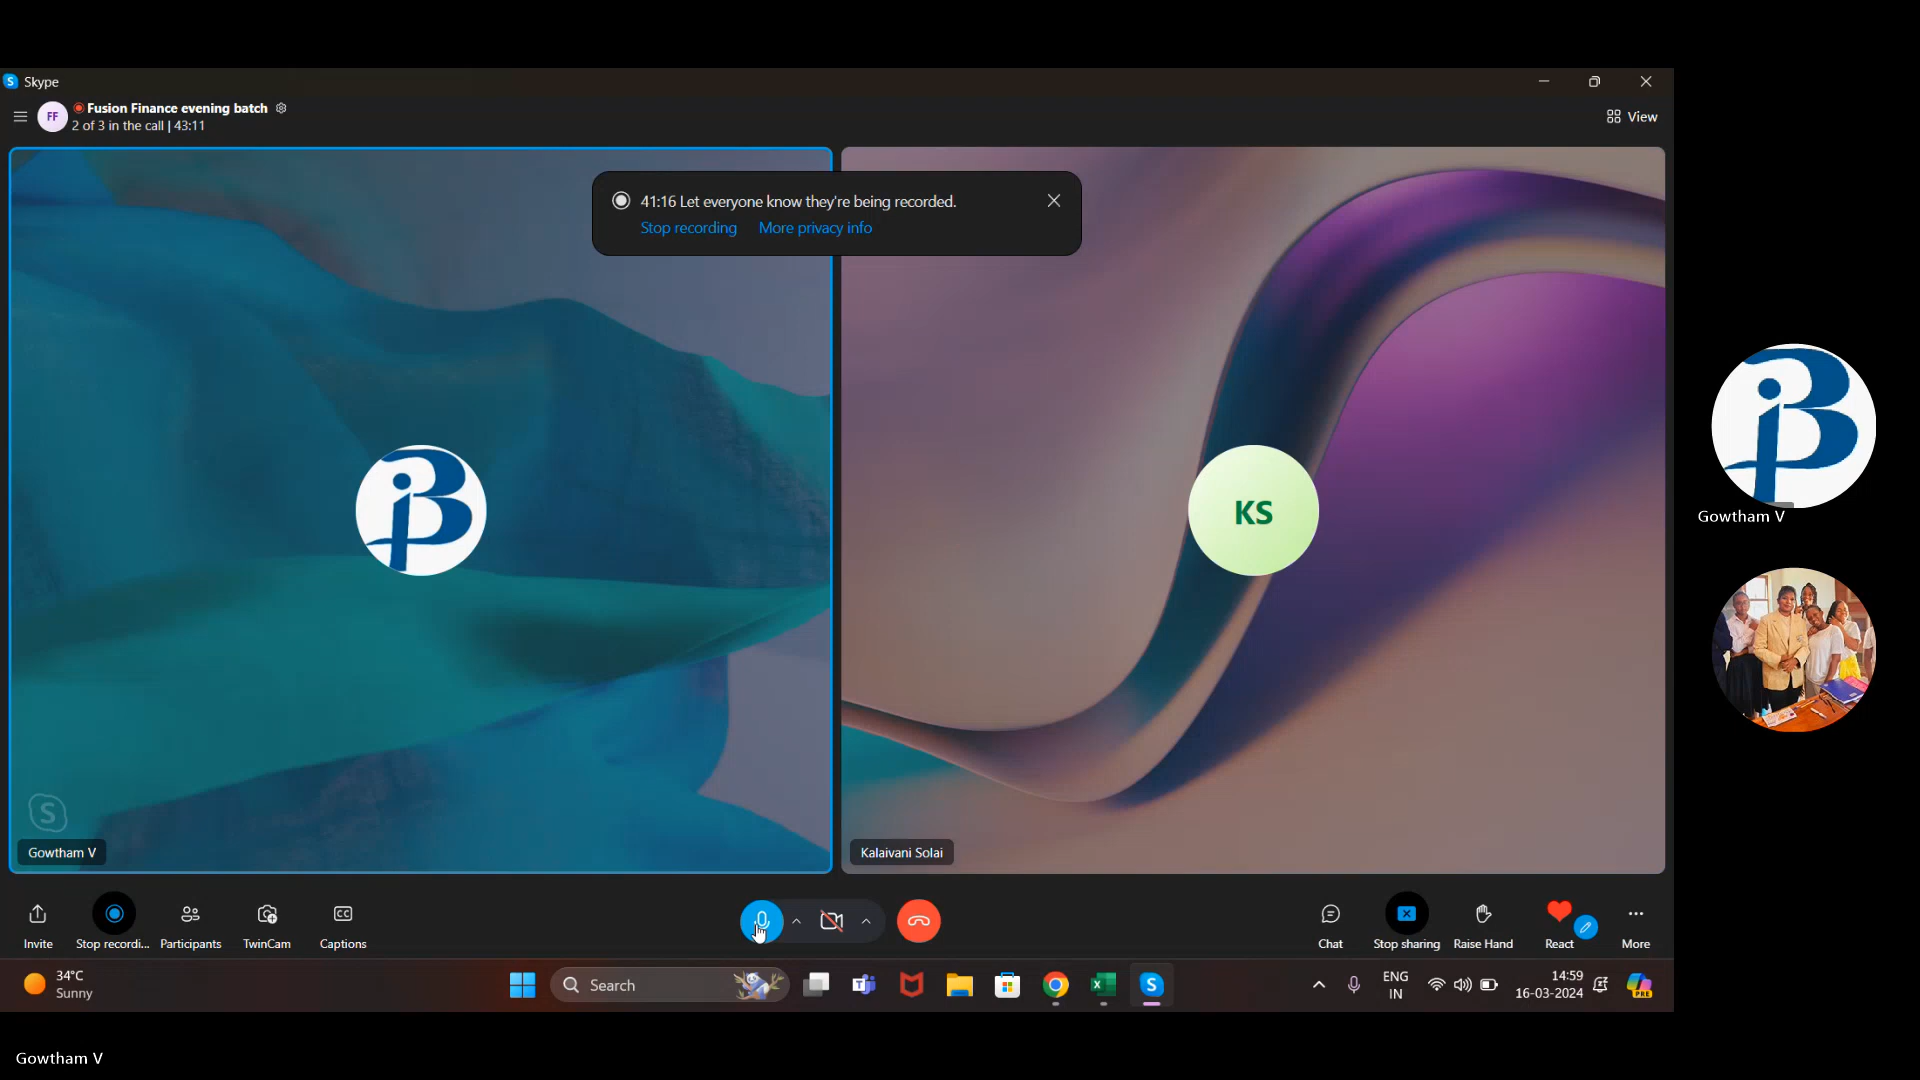 Skype
FF
Fusion Finance evening batch
2 of 3 in the call | 43:11
View
41:16 Let everyone know they're being recorded.
Stop recording More privacy info
KS
Gowtham V
Kalaivani Solai
Gowtham V
Invite
Stop recordi...
Participants
TwinCam
CC
Captions
Chat
Stop sharing
Raise Hand
React
More
34°C
Sunny
Search
ENG
IN
14:59
16-03-2024
PRE
Gowtham V